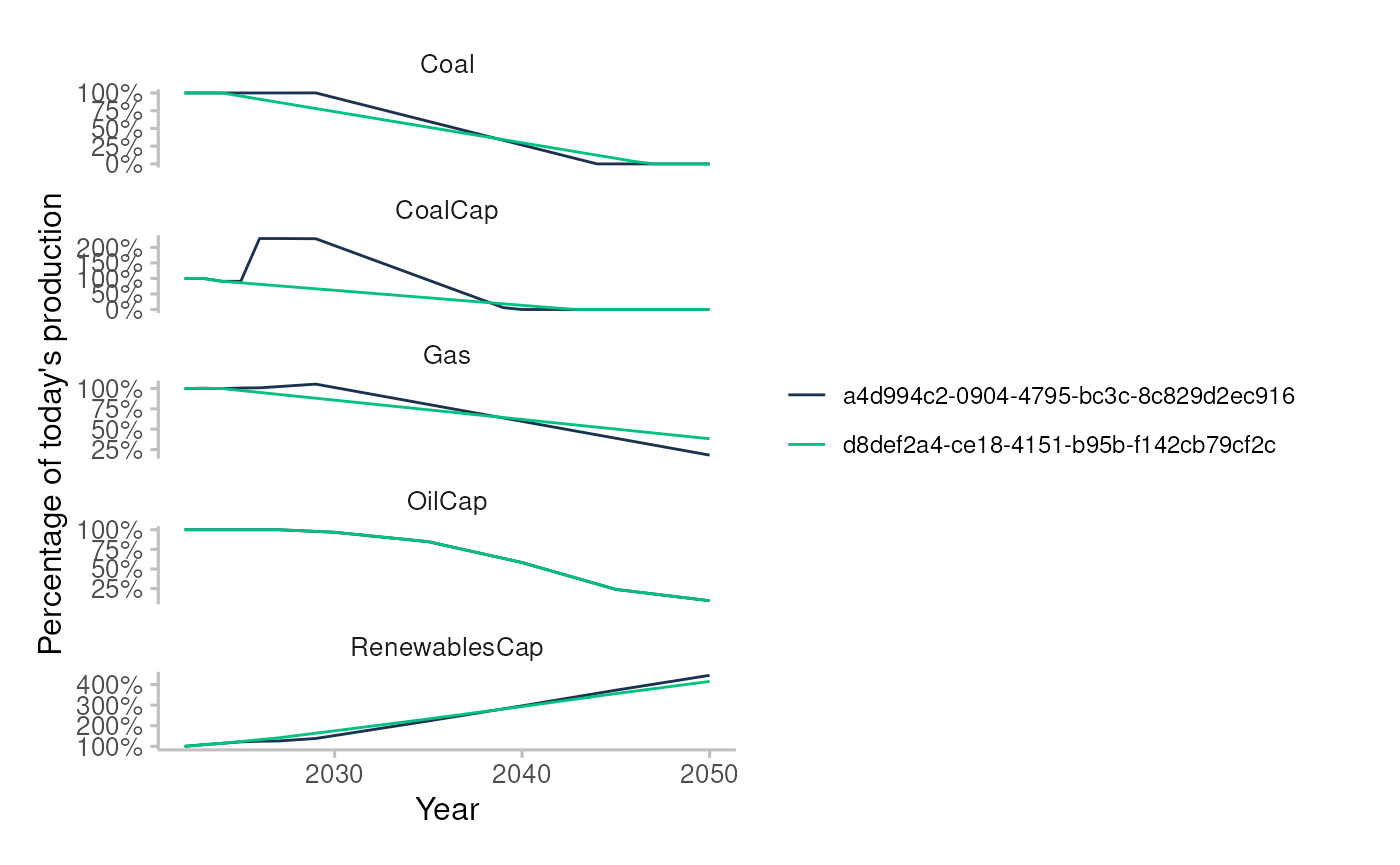 Coal
100%
75%
50%
25%
0%
CoalCap
200%
150%
100%
50%
0%
Gas
100%
75%
50%
25%
OilCap
100%
75%
50%
25%
RenewablesCap
400%
300%
200%
100%
2030 2040 2050
Year
Percentage of today's production
a4d994c2-0904-4795-bc3c-8c829d2ec916
d8def2a4-ce18-4151-b95b-f142cb79cf2c